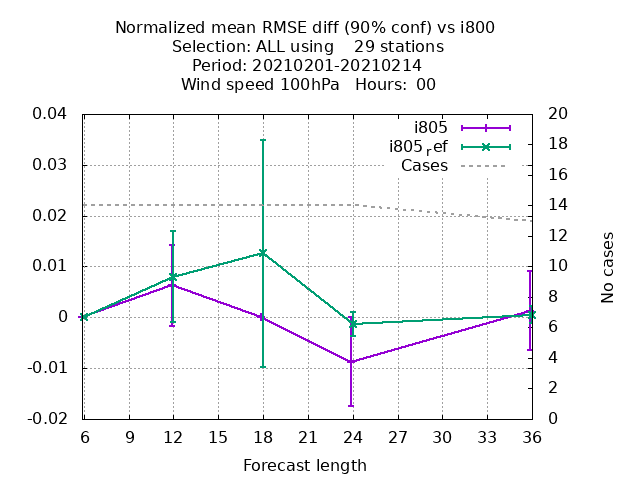 Normalized mean RMSE diff (90% conf) vs i800
Selection: ALL using    29 stations
Period: 20210201-20210214
Wind speed 100hPa   Hours:  00
i805
i805ref
Cases
0.04
0.03
0.02
0.01
0
-0.01
-0.02
20
18
16
14
12
10
8
6
4
2
0
No cases
6 9 12 15 18 21 24 27 30 33 36
Forecast length